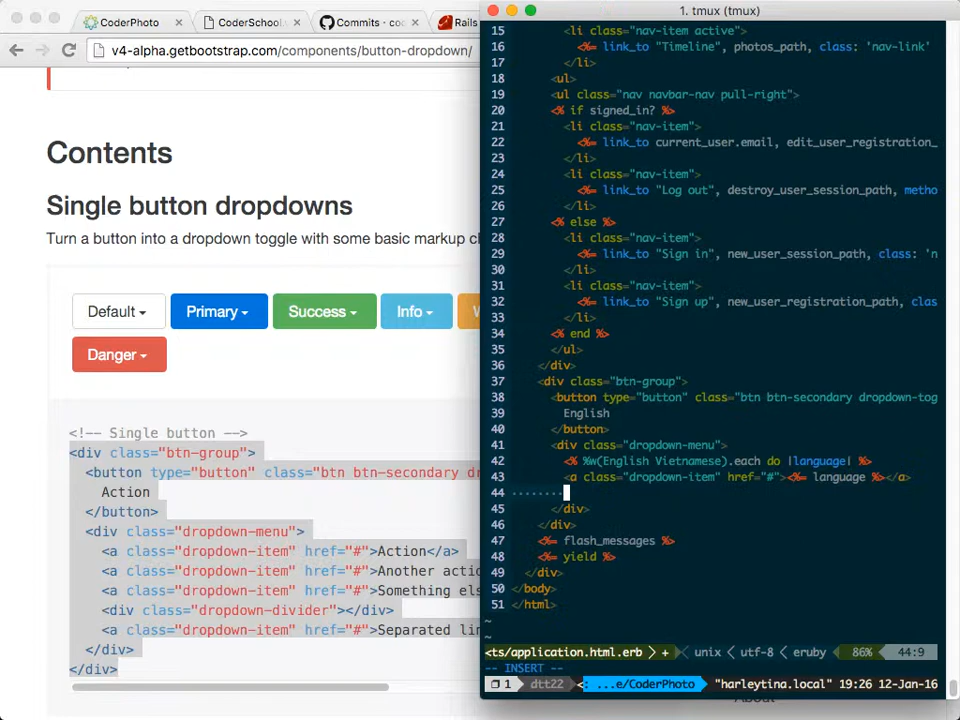 CoderPhoto ×
CoderSchool. ×
Commits · co ×
Rails
v4-alpha.getbootstrap.com/components/button-dropdown/
Contents
Single button dropdowns
Turn a button into a dropdown toggle with some basic markup c
Default
Primary
Success
Info
Danger
<!-- Single button -->
<div class="btn-group">
<button type="button" class="btn btn-secondary dr
Action
</button>
<div class="dropdown-menu">
<a class="dropdown-item" href="#">Action</a>
<a class="dropdown-item" href="#">Another actio
<a class="dropdown-item" href="#">Something els
<div class="dropdown-divider"></div>
<a class="dropdown-item" href="#">Separated lin
</div>
</div>
1. tmux (tmux)
15 <li class="nav-item active">
16 <%= link_to "Timeline", photos_path, class: 'nav-link'
17 </li>
18 <ul>
19 <ul class="nav navbar-nav pull-right">
20 <% if signed_in? %>
21 <li class="nav-item">
22 <%= link_to current_user.email, edit_user_registration_
23 </li>
24 <li class="nav-item">
25 <%= link_to "Log out", destroy_user_session_path, metho
26 </li>
27 <% else %>
28 <li class="nav-item">
29 <%= link_to "Sign in", new_user_session_path, class: 'n
30 </li>
31 <li class="nav-item">
32 <%= link_to "Sign up", new_user_registration_path, clas
33 </li>
34 <% end %>
35 </ul>
36 </div>
37 <div class="btn-group">
38 <button type="button" class="btn btn-secondary dropdown-tog
39 English
40 </button>
41 <div class="dropdown-menu">
42 <% %w(English Vietnamese).each do |language| %>
43 <a class="dropdown-item" href="#"><%= language %></a>
44 ········
45 </div>
46 </div>
47 <%= flash_messages %>
48 <%= yield %>
49 </div>
50 </body>
51 </html>
~
~
<ts/application.html.erb + unix utf-8 eruby 86% 44:9
-- INSERT --
1 dtt22 <: ...e/CoderPhoto "harleytina.local" 19:26 12-Jan-16